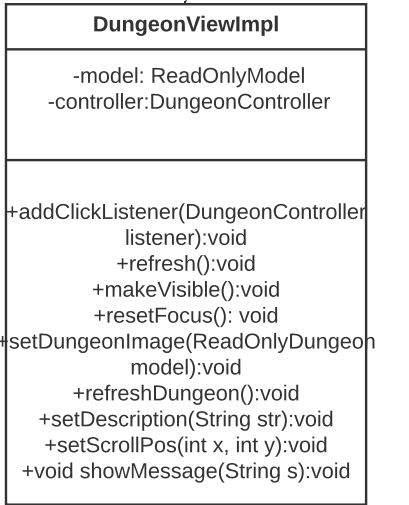 DungeonViewImpl
-model: ReadOnlyModel
-controller:DungeonController
+addClickListener(DungeonController
listener):void
+refresh():void
+makeVisible():void
+resetFocus(): void
+setDungeonImage(ReadOnlyDungeon
model):void
+refreshDungeon():void
+setDescription(String str):void
+setScrollPos(int x, int y):void
+void showMessage(String s):void